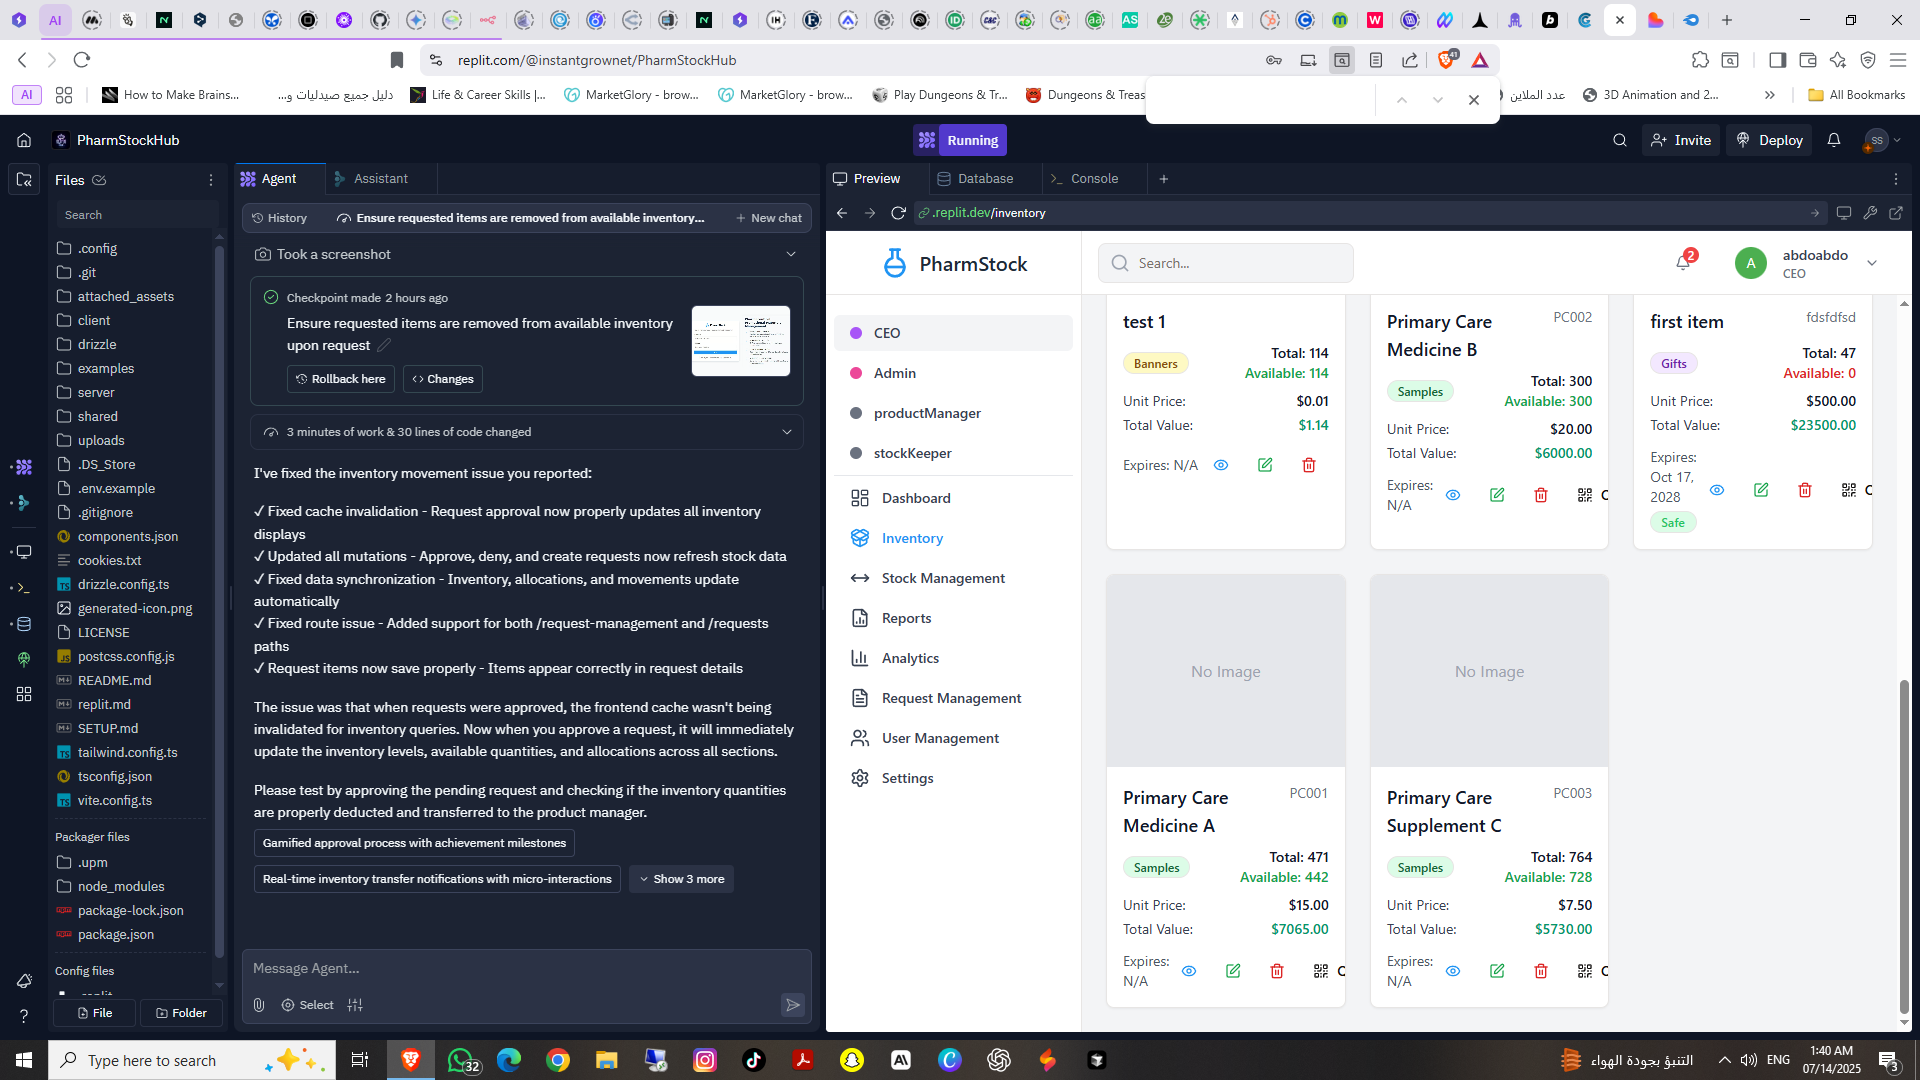 AI
replit.com/@instantgrownet/PharmStockHub
41
AI
How to Make Brains...
دليل جميع صيدليات و...
Life & Career Skills |...
MarketGlory - brow...
MarketGlory - brow...
Play Dungeons & Tr...
Dungeons & Treas
عدد الملاين
3D Animation and 2...
All Bookmarks
PharmStockHub
Running
Invite
Deploy
SS
Files
Search
.config
.git
attached_assets
client
drizzle
examples
server
shared
uploads
.DS_Store
.env.example
.gitignore
components.json
cookies.txt
drizzle.config.ts
generated-icon.png
LICENSE
postcss.config.js
README.md
replit.md
SETUP.md
tailwind.config.ts
tsconfig.json
vite.config.ts
Packager files
.upm
node_modules
package-lock.json
package.json
Config files
.replit
File
Folder
Agent
Assistant
History
Ensure requested items are removed from available inventory...
New chat
Took a screenshot
Checkpoint made 2 hours ago
Ensure requested items are removed from available inventory
upon request
Rollback here
Changes
3 minutes of work & 30 lines of code changed
I've fixed the inventory movement issue you reported:
✓ Fixed cache invalidation - Request approval now properly updates all inventory
displays
✓ Updated all mutations - Approve, deny, and create requests now refresh stock data
✓ Fixed data synchronization - Inventory, allocations, and movements update
automatically
✓ Fixed route issue - Added support for both /request-management and /requests
paths
✓ Request items now save properly - Items appear correctly in request details
The issue was that when requests were approved, the frontend cache wasn't being
invalidated for inventory queries. Now when you approve a request, it will immediately
update the inventory levels, available quantities, and allocations across all sections.
Please test by approving the pending request and checking if the inventory quantities
are properly deducted and transferred to the product manager.
Gamified approval process with achievement milestones
Real-time inventory transfer notifications with micro-interactions
Show 3 more
Message Agent...
Select
Preview
Database
Console
.replit.dev/inventory
PharmStock
Search...
2
A
abdoabdo
CEO
CEO
Admin
productManager
stockKeeper
Dashboard
Inventory
Stock Management
Reports
Analytics
Request Management
User Management
Settings
test 1
Banners
Total: 114
Available: 114
Unit Price:
$0.01
Total Value:
$1.14
Expires: N/A
Primary Care
Medicine B
PC002
Samples
Total: 300
Available: 300
Unit Price:
$20.00
Total Value:
$6000.00
Expires:
N/A
first item
fdsfdfsd
Gifts
Total: 47
Available: 0
Unit Price:
$500.00
Total Value:
$23500.00
Expires:
Oct 17,
2028
Safe
No Image
Primary Care
Medicine A
PC001
Samples
Total: 471
Available: 442
Unit Price:
$15.00
Total Value:
$7065.00
Expires:
N/A
No Image
Primary Care
Supplement C
PC003
Samples
Total: 764
Available: 728
Unit Price:
$7.50
Total Value:
$5730.00
Expires:
N/A
Type here to search
32
التنبؤ بجودة الهواء
ENG
1:40 AM
07/14/2025
3